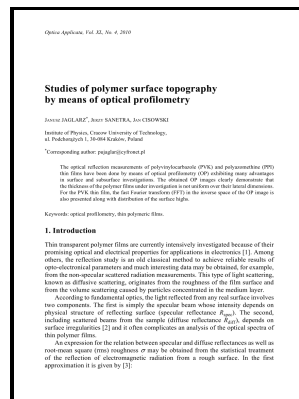 Optica Applicata, Vol. XL, No. 4, 2010
Studies of polymer surface topography
by means of optical profilometry
JANUSZ JAGLARZ*, JERZY SANETRA, JAN CISOWSKI
Institute of Physics, Cracow University of Technology,
ul. Podchorążych 1, 30-084 Kraków, Poland
*Corresponding author: pujaglar@cyfronet.pl
The optical reflection measurements of polyvinylocarbazole (PVK) and polyazomethine (PPI)
thin films have been done by means of optical profilometry (OP) exhibiting many advantages
in surface and subsurface investigations. The obtained OP images clearly demonstrate that
the thickness of the polymer films under investigation is not uniform over their lateral dimensions.
For the PVK thin film, the fast Fourier transform (FFT) in the inverse space of the OP image is
also presented along with distribution of the surface highs.
Keywords: optical profilometry, thin polymeric films.
1. Introduction
Thin transparent polymer films are currently intensively investigated because of their
promising optical and electrical properties for applications in electronics [1]. Among
others, the reflection study is an old classical method to achieve reliable results
of opto-electronical parameters and much interesting data may be obtained, for example,
from the non-specular scattered radiation measurements. This type of light scattering,
known as diffusive scattering, originates from the roughness of the film surface and
from the volume scattering caused by particles concentrated in the medium layer.
According to fundamental optics, the light reflected from any real surface involves
two components. The first is simply the specular beam whose intensity depends on
physical structure of reflecting surface (specular reflectance Rspec). The second,
including scattered beams from the sample (diffuse reflectance Rdiff), depends on
surface irregularities [2] and it often complicates an analysis of the optical spectra of
thin polymer films.
An expression for the relation between specular and diffuse reflectances as well as
root-mean square (rms) roughness σ may be obtained from the statistical treatment
of the reflection of electromagnetic radiation from a rough surface. In the first
approximation it is given by [3]: